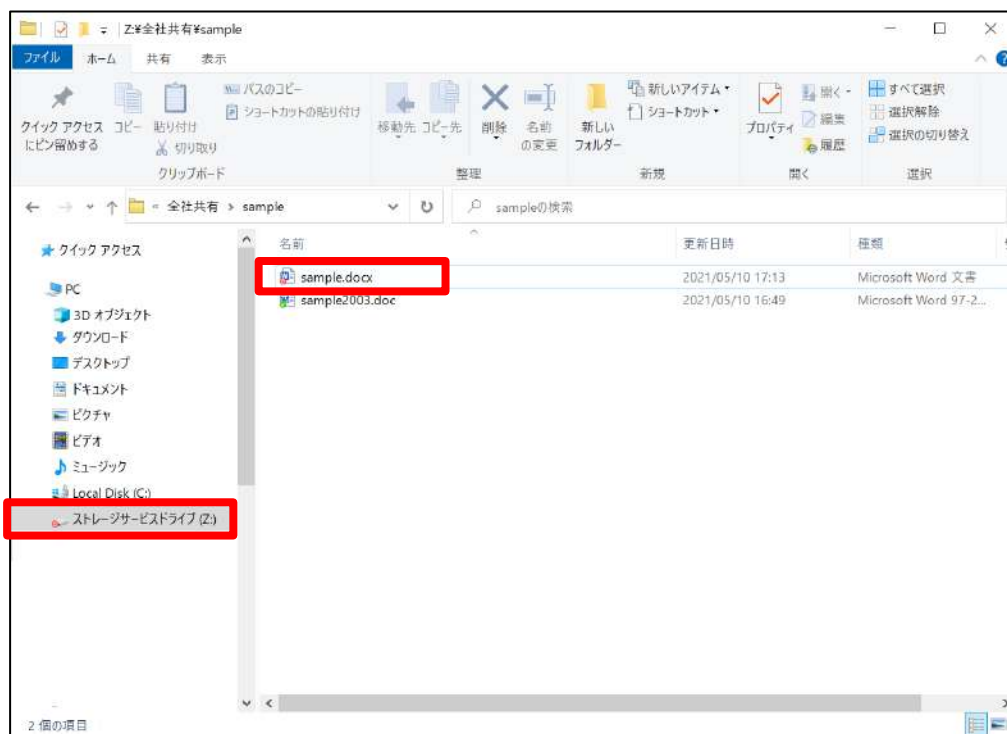 Z:¥全社共有¥sample
ファイル ホーム 共有 表示
クイック アクセス
にピン留めする
コピー
貼り付け
パスのコピー
ショートカットの貼り付け
切り取り
クリップボード
移動先 コピー先 削除 名前
の変更
整理
新しい
フォルダー
新しいアイテム
ショートカット
新規
プロパティ
開く
編集
履歴
開く
すべて選択
選択解除
選択の切り替え
選択
« 全社共有 › sample
sampleの検索
クイック アクセス
PC
3D オブジェクト
ダウンロード
デスクトップ
ドキュメント
ピクチャ
ビデオ
ミュージック
Local Disk (C:)
ストレージサービスドライブ (Z:)
名前 更新日時 種類
sample.docx 2021/05/10 17:13 Microsoft Word 文書
sample2003.doc 2021/05/10 16:49 Microsoft Word 97-2...
2 個の項目